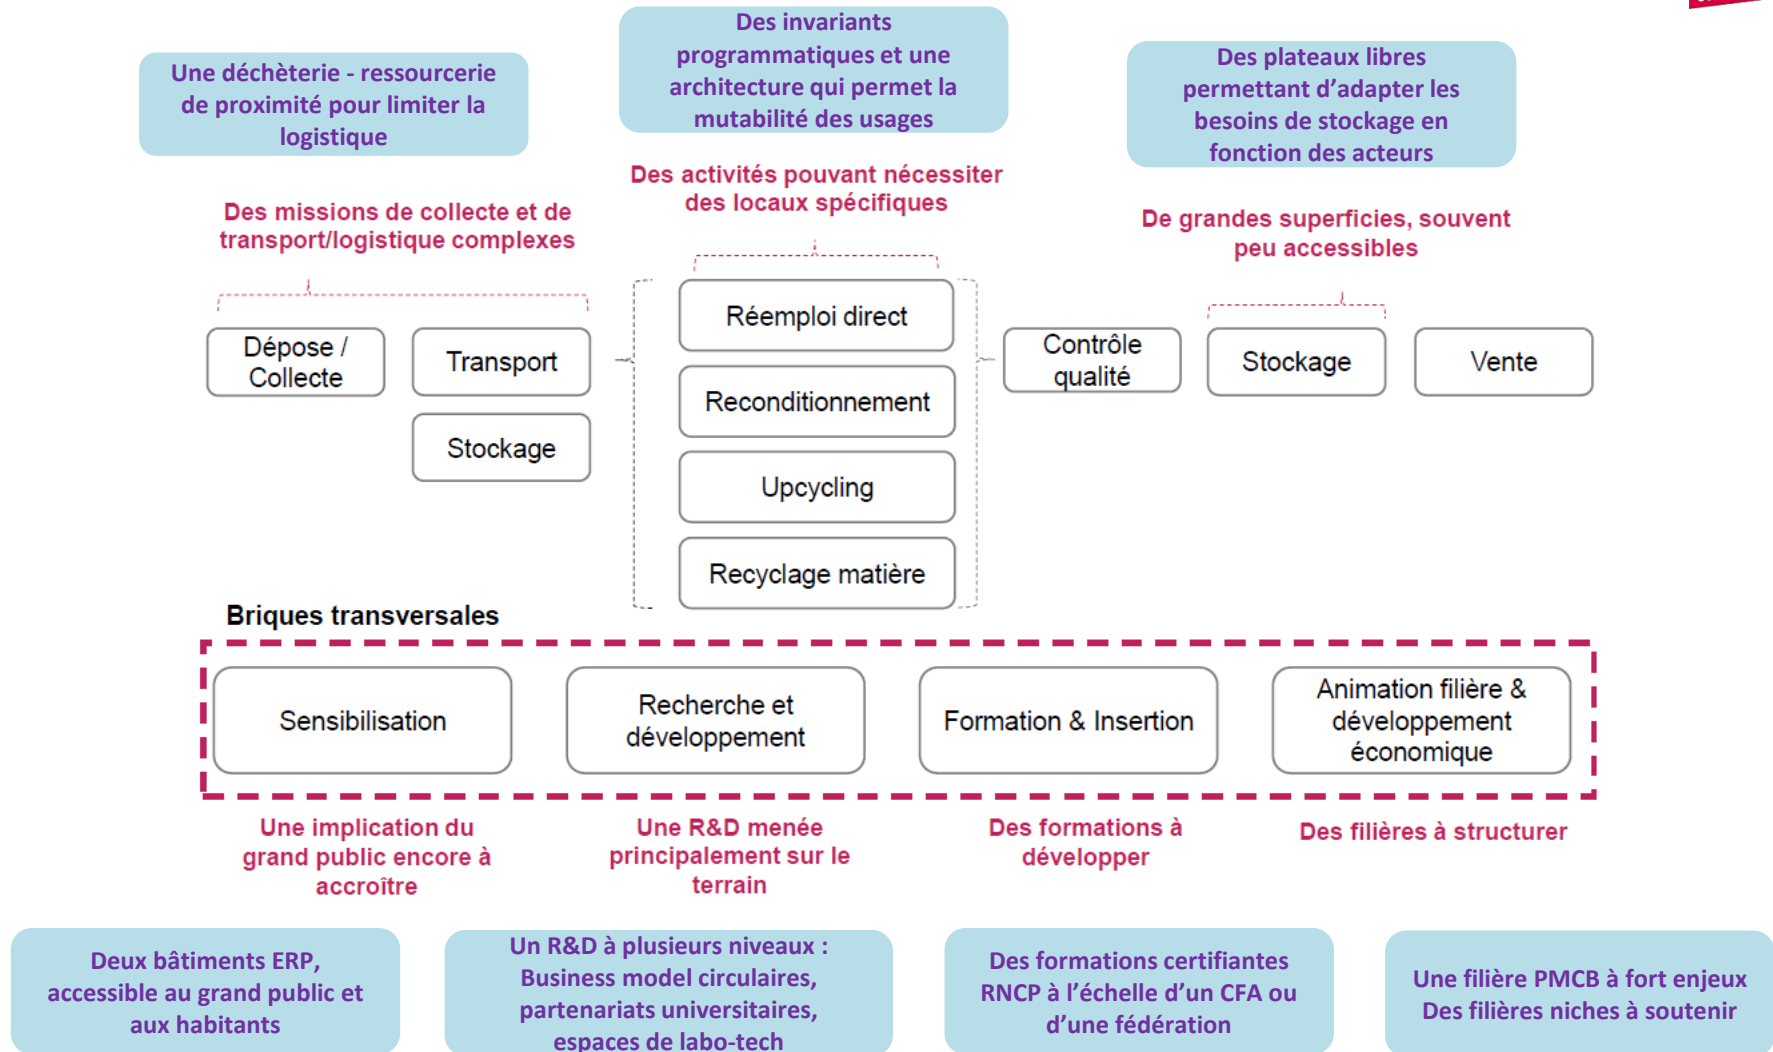 Une déchèterie - ressourcerie
de proximité pour limiter la
logistique
Des invariants
programmatiques et une
architecture qui permet la
mutabilité des usages
Des plateaux libres
permettant d’adapter les
besoins de stockage en
fonction des acteurs
Des missions de collecte et de
transport/logistique complexes
Des activités pouvant nécessiter
des locaux spécifiques
De grandes superficies, souvent
peu accessibles
Dépose /
Collecte
Transport
Stockage
Réemploi direct
Reconditionnement
Upcycling
Recyclage matière
Contrôle
qualité
Stockage
Vente
Briques transversales
Sensibilisation
Recherche et
développement
Formation & Insertion
Animation filière &
développement
économique
Une implication du
grand public encore à
accroître
Une R&D menée
principalement sur le
terrain
Des formations à
développer
Des filières à structurer
Deux bâtiments ERP,
accessible au grand public et
aux habitants
Un R&D à plusieurs niveaux :
Business model circulaires,
partenariats universitaires,
espaces de labo-tech
Des formations certifiantes
RNCP à l’échelle d’un CFA ou
d’une fédération
Une filière PMCB à fort enjeux
Des filières niches à soutenir